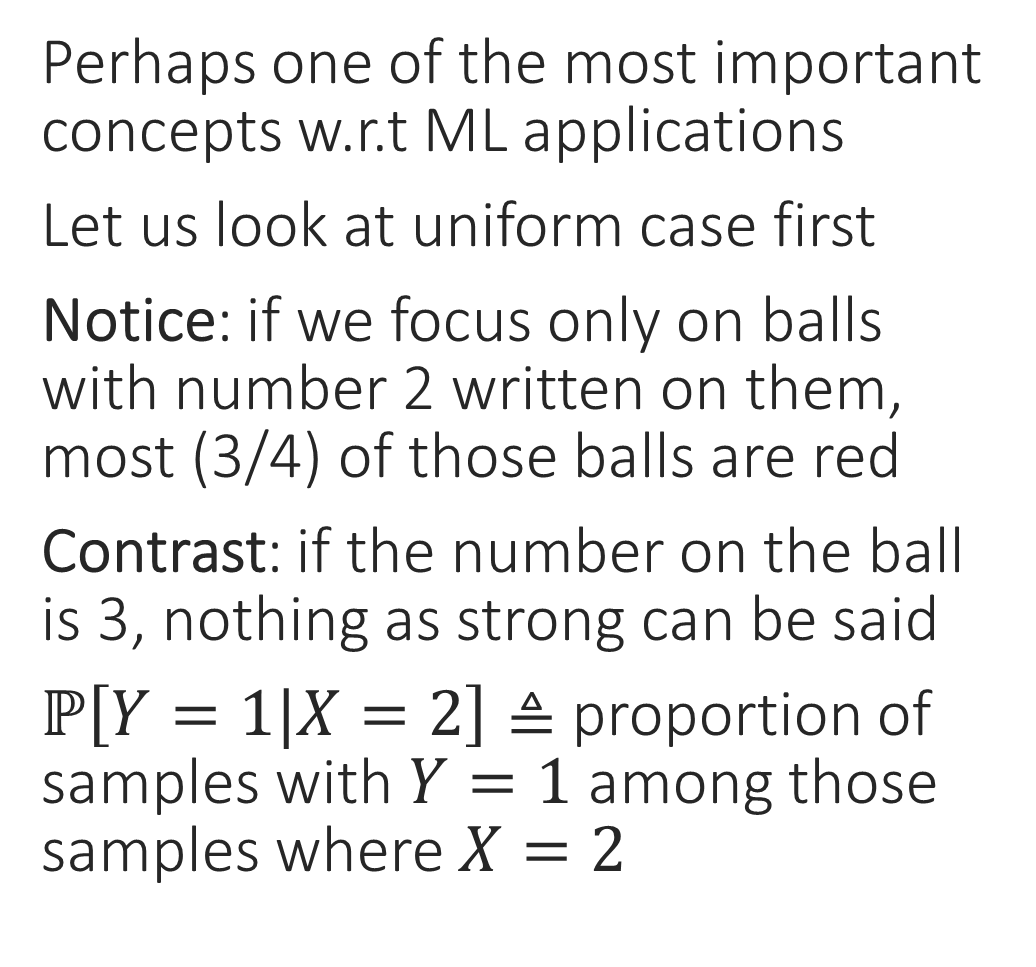 Perhaps one of the most important
concepts w.r.t ML applications
Let us look at uniform case first
Notice: if we focus only on balls
with number 2 written on them,
most (3/4) of those balls are red
Contrast: if the number on the ball
is 3, nothing as strong can be said
ℙ[𝑌 = 1|𝑋 = 2] ≜ proportion of
samples with 𝑌 = 1 among those
samples where 𝑋 = 2